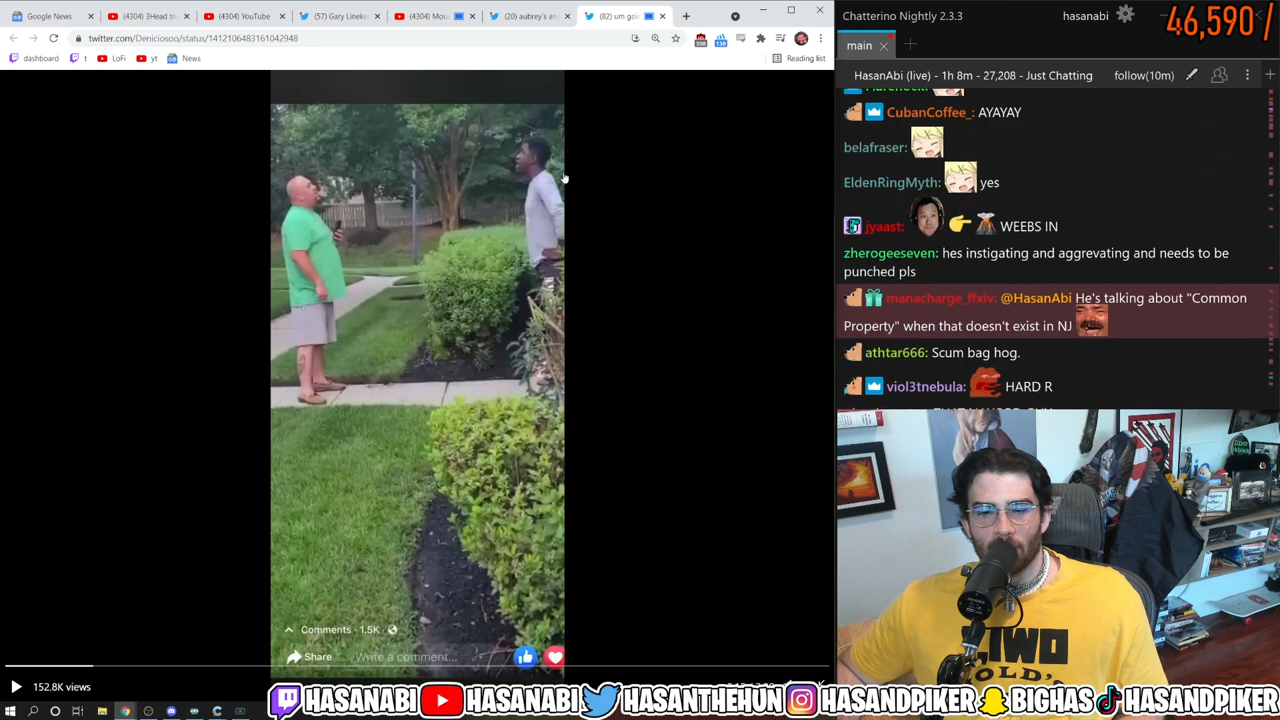 Google News
(4304) 3Head tru
(4304) YouTube
(57) Gary Lineke
(4304) Mou
(20) aubrey's an
(82) um goi
twitter.com/Deniciosoo/status/1412106483161042948
dashboard
t
LoFi
yt
News
Reading list
Comments · 1.5K
Share
Write a comment...
152.8K views
Chatterino Nightly 2.3.3
hasanabi
46,590 /
main
HasanAbi (live) - 1h 8m - 27,208 - Just Chatting
follow(10m)
CubanCoffee_: AYAYAY
belafraser:
EldenRingMyth: yes
jyaast: WEEBS IN
zherogeeseven: hes instigating and aggrevating and needs to be
punched pls
manacharge_ffxiv: @HasanAbi He's talking about "Common
Property" when that doesn't exist in NJ
athtar666: Scum bag hog.
viol3tnebula: HARD R
HASANABI HASANABI HASANTHEHUN HASANDPIKER BIGHAS HASANDPIKER